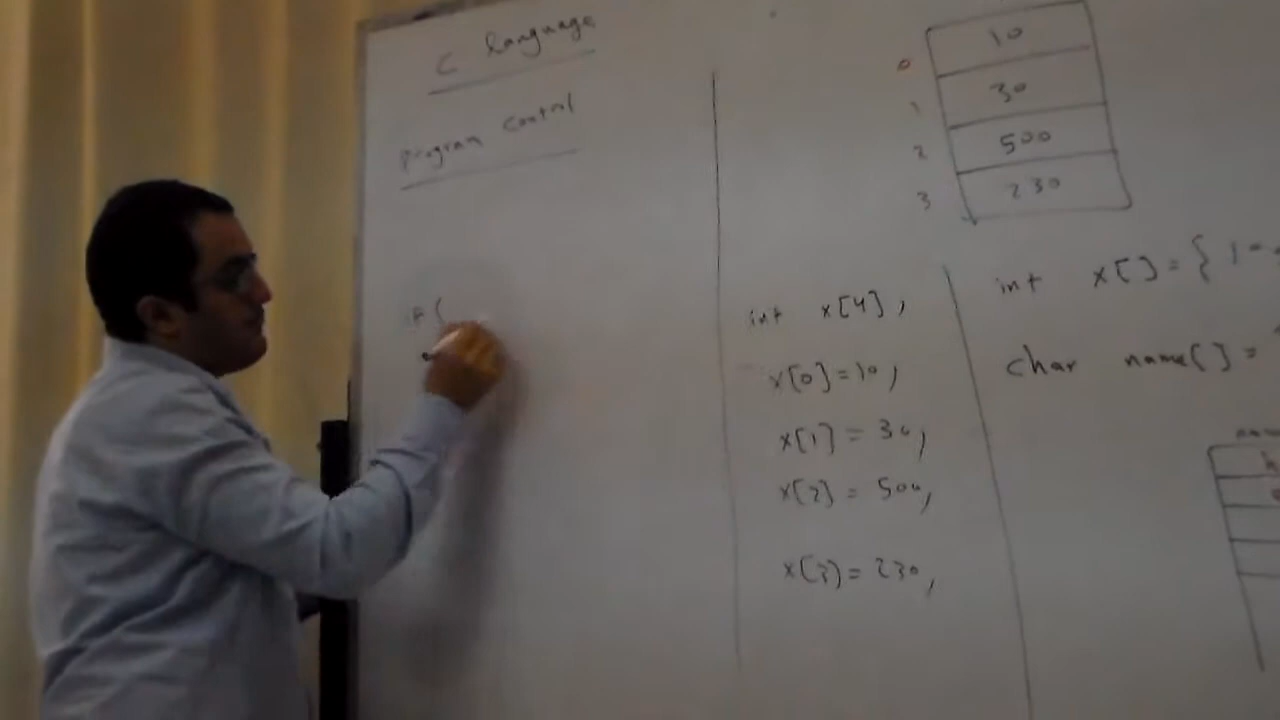 C language
Program Control
if (
int x[4],
x[0]=10,
x[1] = 30,
x[2] = 500,
x[3] = 230,
0 10
1 30
2 500
3 230
int x[] = {
char name[] =